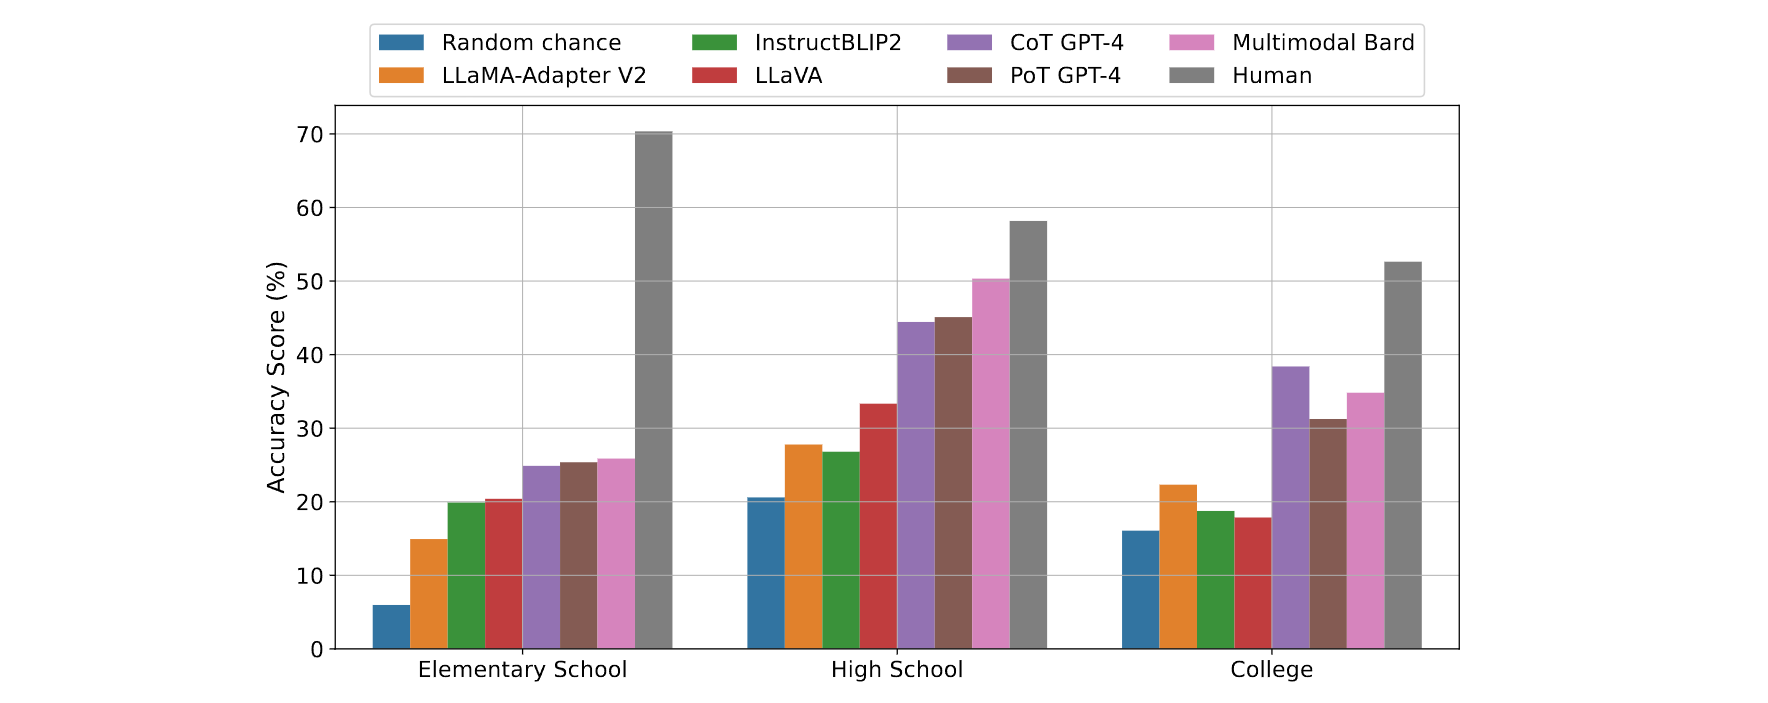 Random chance InstructBLIP2 CoT GPT-4 Multimodal Bard
LLaMA-Adapter V2 LLaVA PoT GPT-4 Human
70
60
50
40
30
20
10
0
Accuracy Score (%)
Elementary School High School College